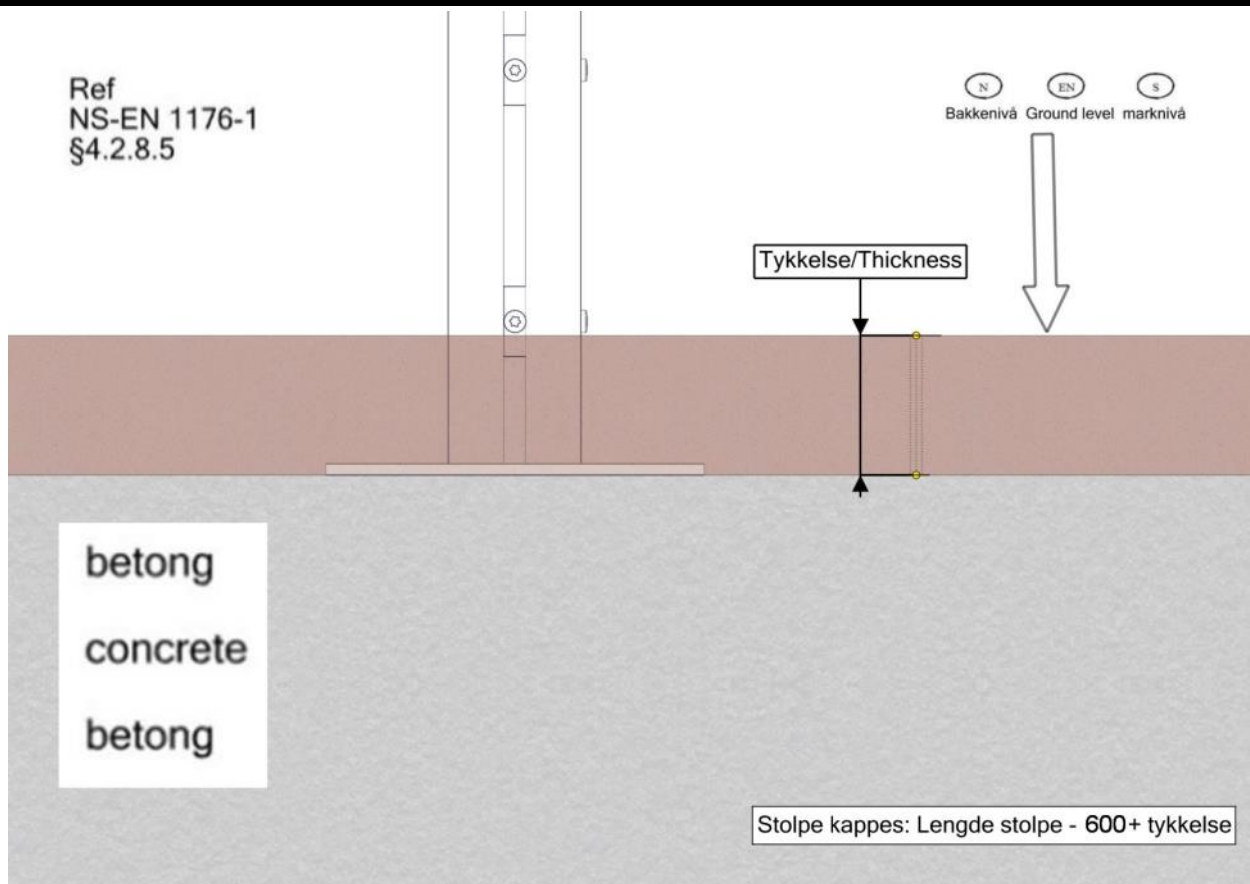 Ref
NS-EN 1176-1
§4.2.8.5
N EN S
Bakkenivå Ground level marknivå
Tykkelse/Thickness
betong
concrete
betong
Stolpe kappes: Lengde stolpe - 600+ tykkelse